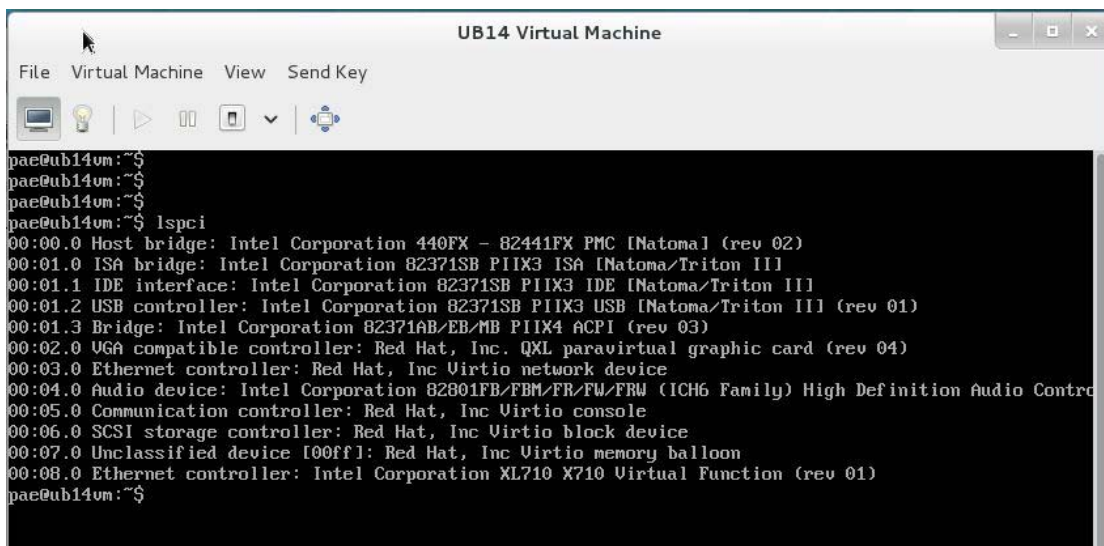 UB14 Virtual Machine
File Virtual Machine View Send Key
pae@ub14vm:~$
pae@ub14vm:~$
pae@ub14vm:~$
pae@ub14vm:~$ lspci
00:00.0 Host bridge: Intel Corporation 440FX - 82441FX PMC [Natoma] (rev 02)
00:01.0 ISA bridge: Intel Corporation 82371SB PIIX3 ISA [Natoma/Triton II]
00:01.1 IDE interface: Intel Corporation 82371SB PIIX3 IDE [Natoma/Triton II]
00:01.2 USB controller: Intel Corporation 82371SB PIIX3 USB [Natoma/Triton II] (rev 01)
00:01.3 Bridge: Intel Corporation 82371AB/EB/MB PIIX4 ACPI (rev 03)
00:02.0 VGA compatible controller: Red Hat, Inc. QXL paravirtual graphic card (rev 04)
00:03.0 Ethernet controller: Red Hat, Inc Virtio network device
00:04.0 Audio device: Intel Corporation 82801FB/FBM/FR/FW/FRW (ICH6 Family) High Definition Audio Contro
00:05.0 Communication controller: Red Hat, Inc Virtio console
00:06.0 SCSI storage controller: Red Hat, Inc Virtio block device
00:07.0 Unclassified device [00ff]: Red Hat, Inc Virtio memory balloon
00:08.0 Ethernet controller: Intel Corporation XL710 X710 Virtual Function (rev 01)
pae@ub14vm:~$